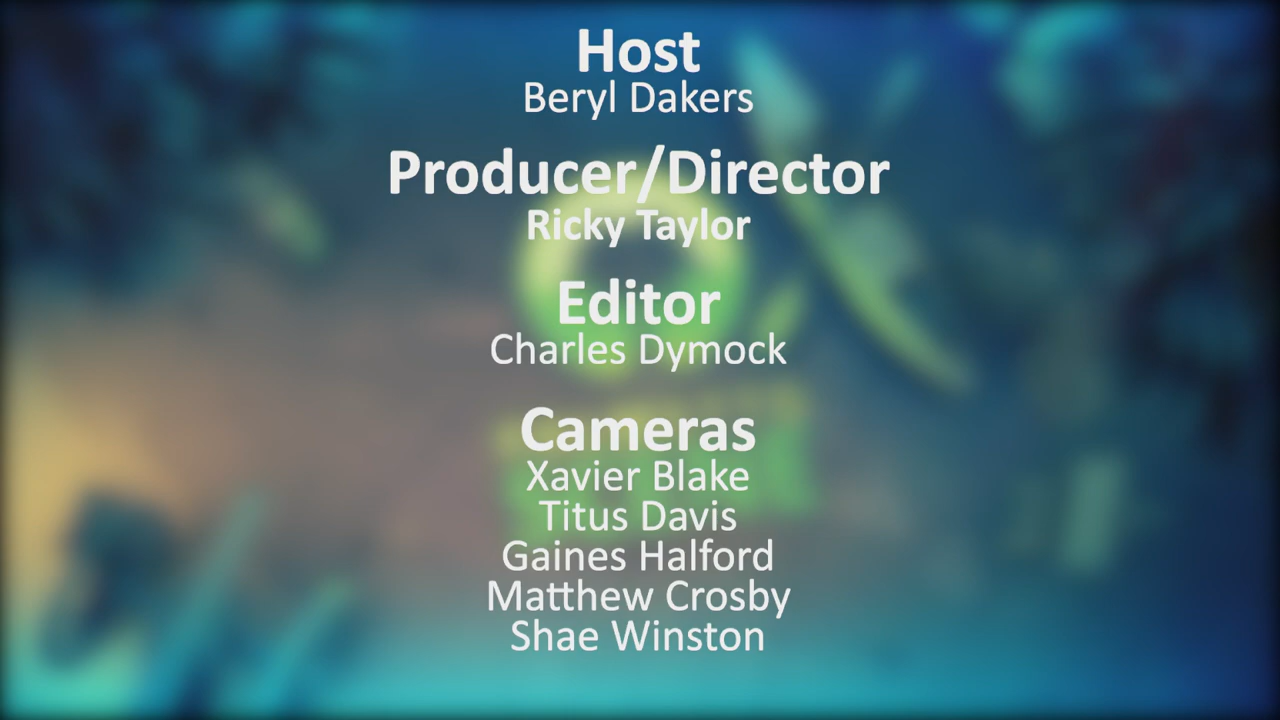 Host
Beryl Dakers
Producer/Director
Ricky Taylor
Editor
Charles Dymock
Cameras
Xavier Blake
Titus Davis
Gaines Halford
Matthew Crosby
Shae Winston